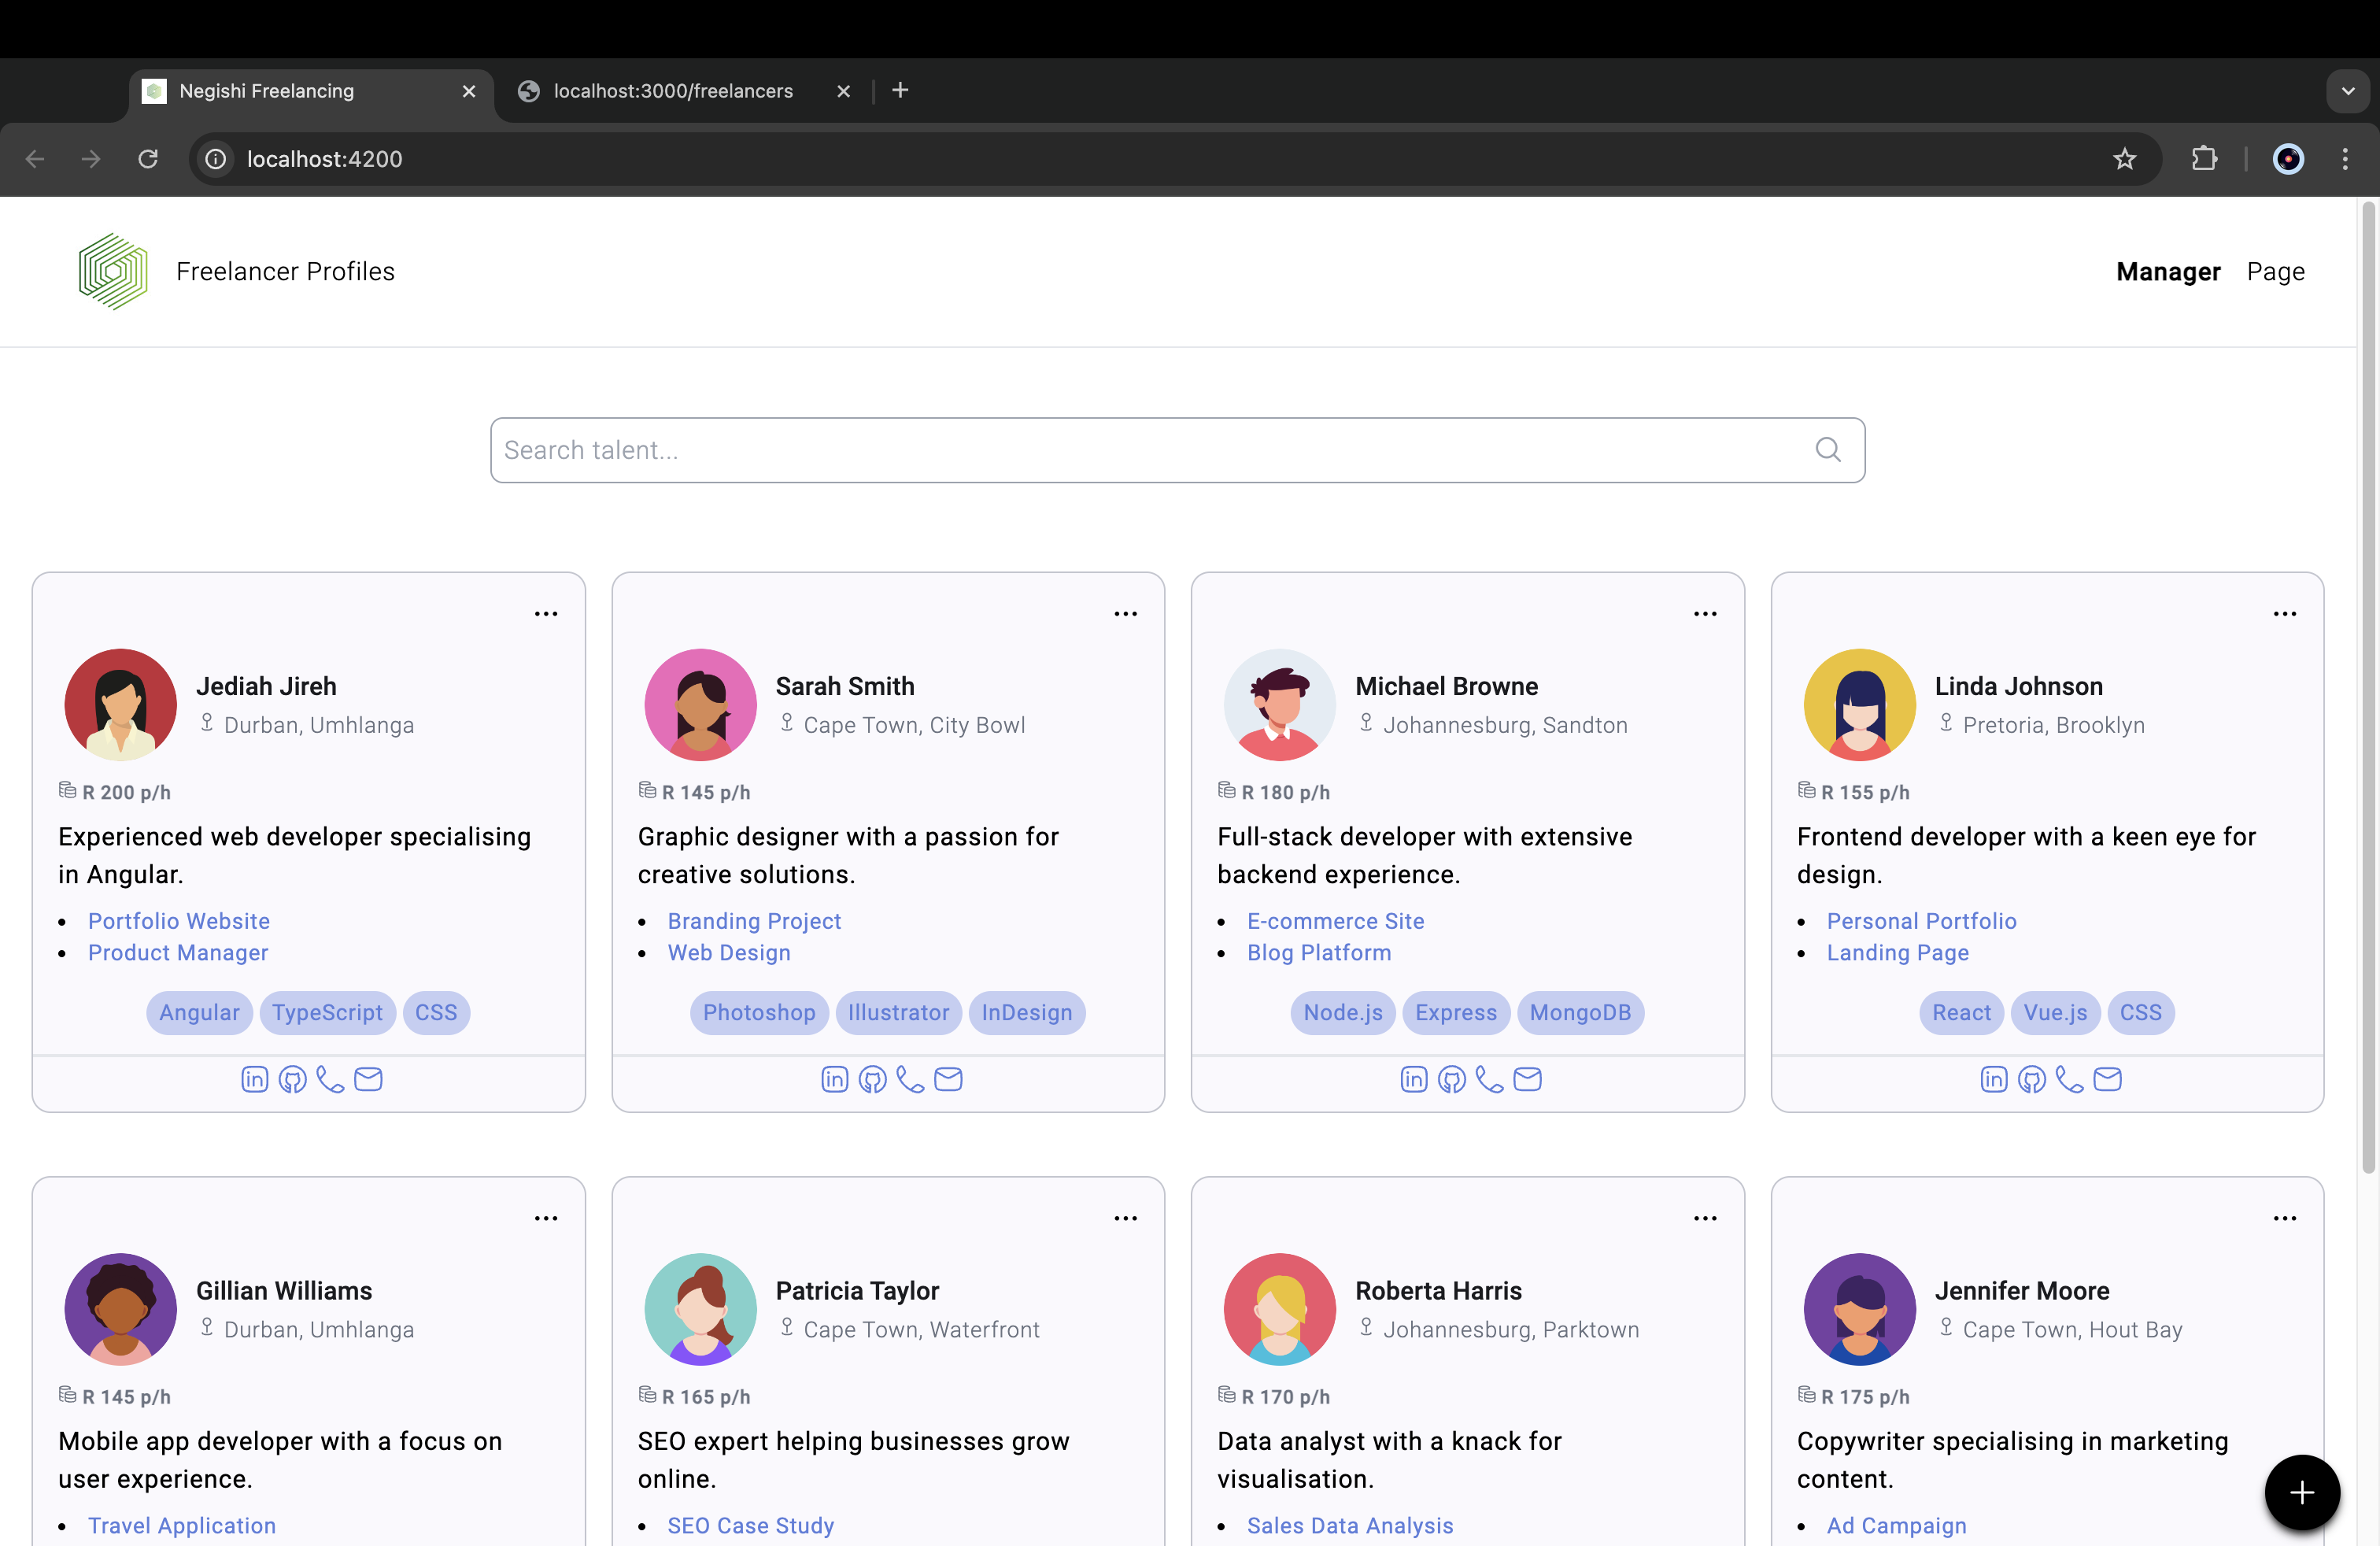 Negishi Freelancing
localhost:3000/freelancers
localhost:4200
Freelancer Profiles
Manager Page
Search talent...
Jediah Jireh
Durban, Umhlanga
R 200 p/h
Experienced web developer specialising
in Angular.
Portfolio Website
Product Manager
Angular TypeScript CSS
Sarah Smith
Cape Town, City Bowl
R 145 p/h
Graphic designer with a passion for
creative solutions.
Branding Project
Web Design
Photoshop Illustrator InDesign
Michael Browne
Johannesburg, Sandton
R 180 p/h
Full-stack developer with extensive
backend experience.
E-commerce Site
Blog Platform
Node.js Express MongoDB
Linda Johnson
Pretoria, Brooklyn
R 155 p/h
Frontend developer with a keen eye for
design.
Personal Portfolio
Landing Page
React Vue.js CSS
Gillian Williams
Durban, Umhlanga
R 145 p/h
Mobile app developer with a focus on
user experience.
Travel Application
Patricia Taylor
Cape Town, Waterfront
R 165 p/h
SEO expert helping businesses grow
online.
SEO Case Study
Roberta Harris
Johannesburg, Parktown
R 170 p/h
Data analyst with a knack for
visualisation.
Sales Data Analysis
Jennifer Moore
Cape Town, Hout Bay
R 175 p/h
Copywriter specialising in marketing
content.
Ad Campaign